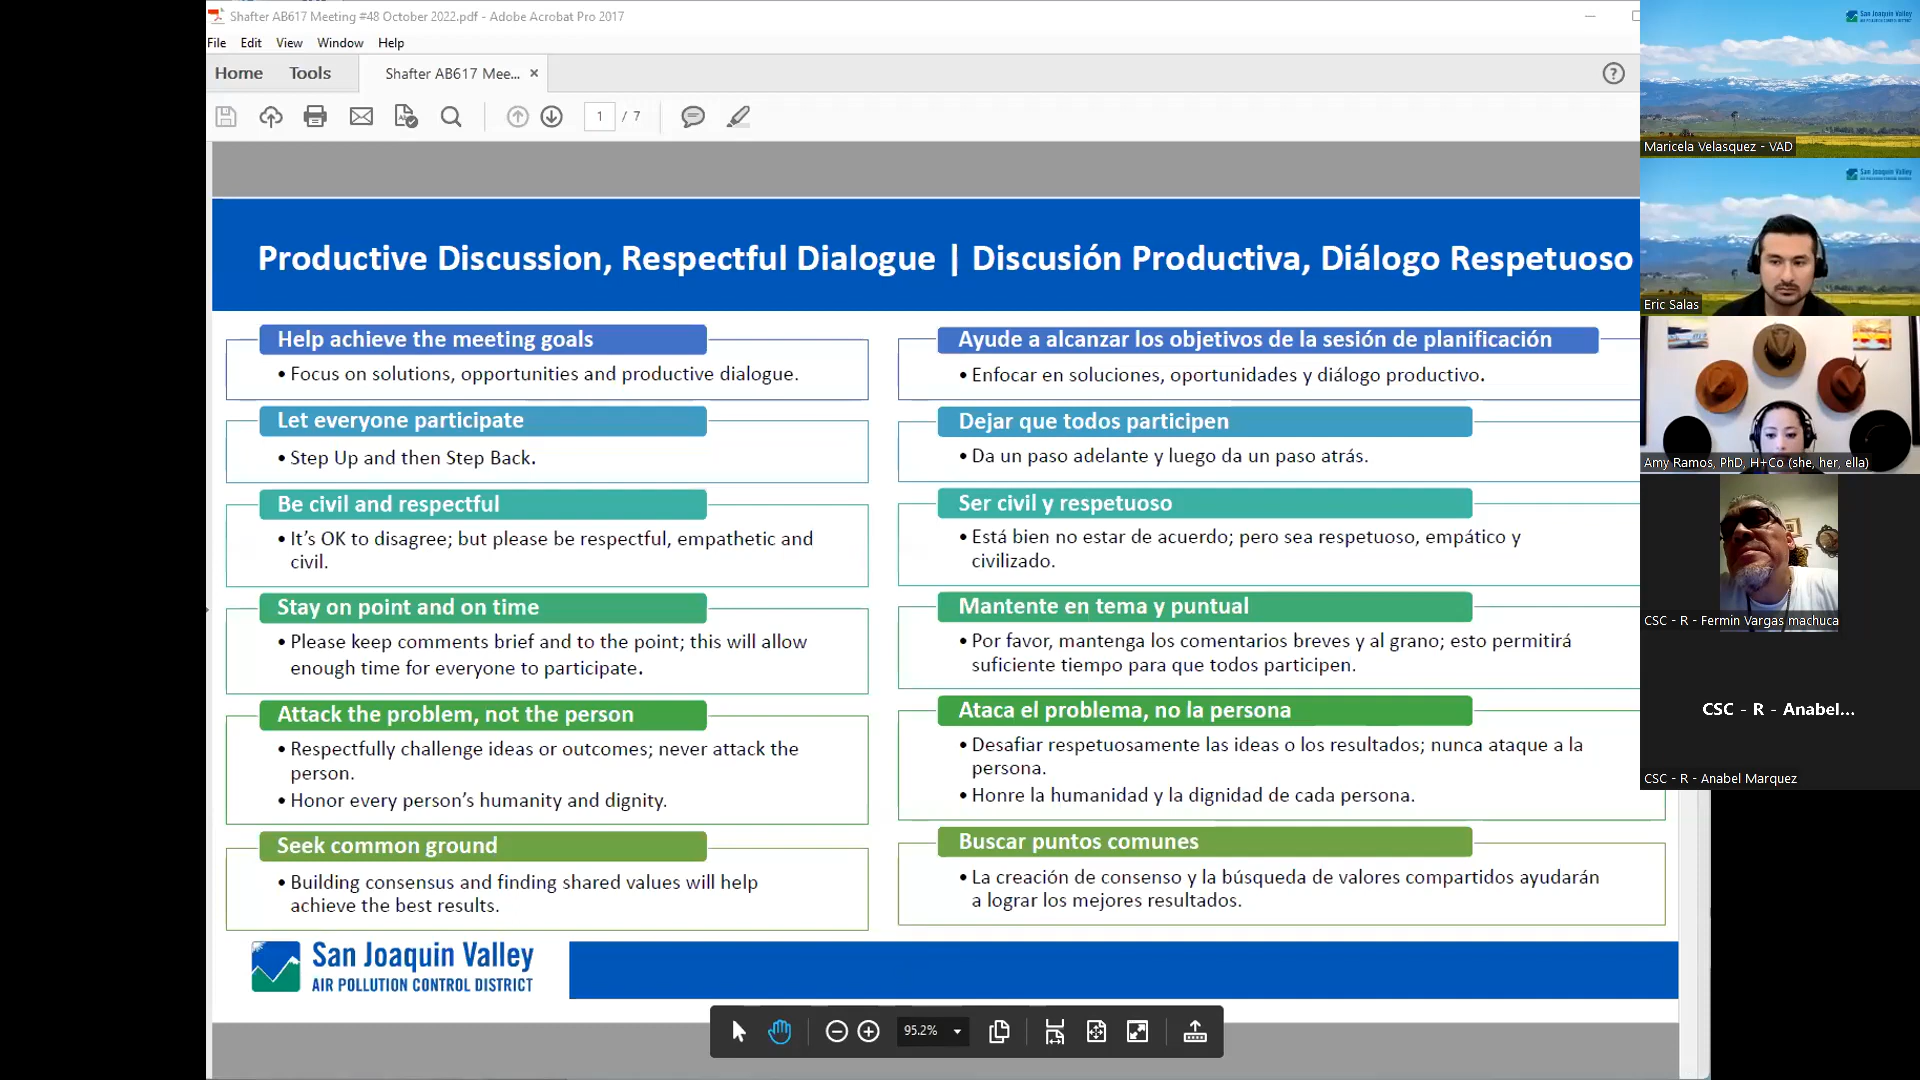 Shafter AB617 Meeting #48 October 2022.pdf - Adobe Acrobat Pro 2017
File Edit View Window Help
Home Tools Shafter AB617 Mee... ×
1 / 7
Productive Discussion, Respectful Dialogue | Discusión Productiva, Diálogo Respetuoso
Help achieve the meeting goals
• Focus on solutions, opportunities and productive dialogue.
Let everyone participate
• Step Up and then Step Back.
Be civil and respectful
• It’s OK to disagree; but please be respectful, empathetic and
civil.
Stay on point and on time
• Please keep comments brief and to the point; this will allow
enough time for everyone to participate.
Attack the problem, not the person
• Respectfully challenge ideas or outcomes; never attack the
person.
• Honor every person’s humanity and dignity.
Seek common ground
• Building consensus and finding shared values will help
achieve the best results.
Ayude a alcanzar los objetivos de la sesión de planificación
• Enfocar en soluciones, oportunidades y diálogo productivo.
Dejar que todos participen
• Da un paso adelante y luego da un paso atrás.
Ser civil y respetuoso
• Está bien no estar de acuerdo; pero sea respetuoso, empático y
civilizado.
Mantente en tema y puntual
• Por favor, mantenga los comentarios breves y al grano; esto permitirá
suficiente tiempo para que todos participen.
Ataca el problema, no la persona
• Desafiar respetuosamente las ideas o los resultados; nunca ataque a la
persona.
• Honre la humanidad y la dignidad de cada persona.
Buscar puntos comunes
• La creación de consenso y la búsqueda de valores compartidos ayudarán
a lograr los mejores resultados.
San Joaquin Valley
AIR POLLUTION CONTROL DISTRICT
95.2%
San Joaquin Valley
Maricela Velasquez - VAD
San Joaquin Valley
Eric Salas
Amy Ramos, PhD, H+Co (she, her, ella)
CSC - R - Fermin Vargas machuca
CSC - R - Anabel...
CSC - R - Anabel Marquez